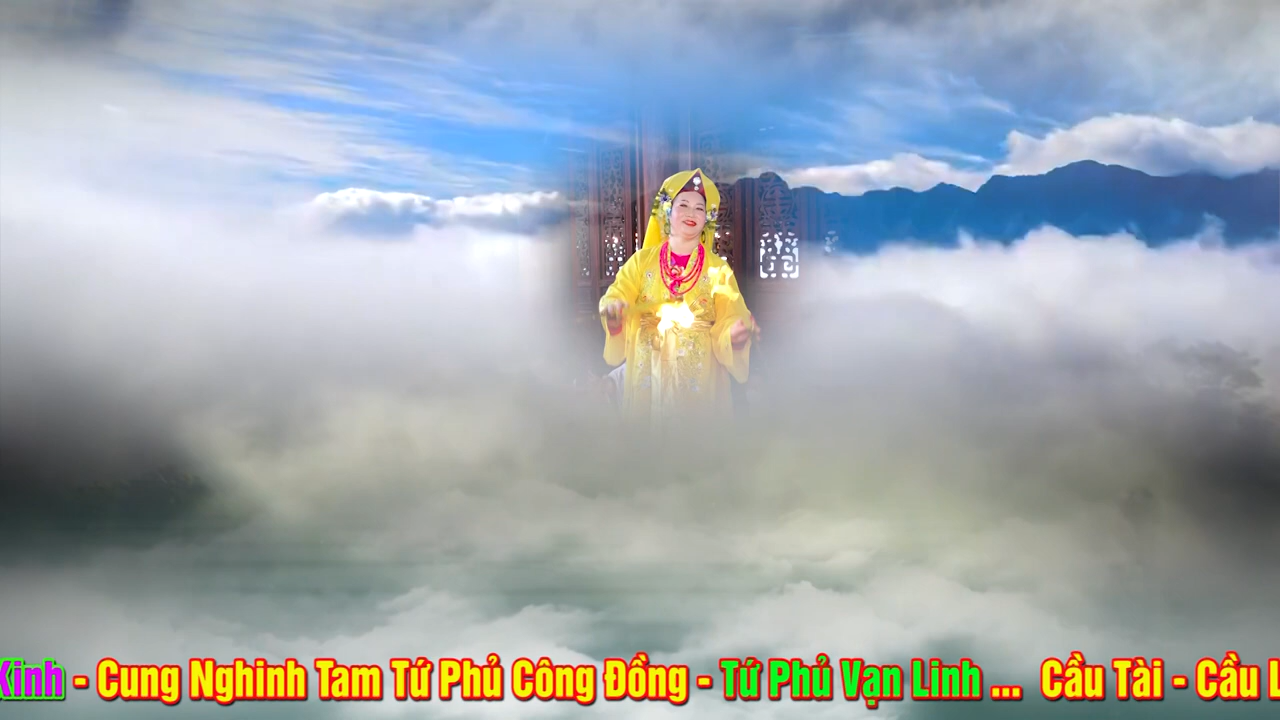 Kinh - Cung Nghinh Tam Tứ Phủ Công Đồng - Tứ Phủ Vạn Linh ... Cầu Tài - Cầu